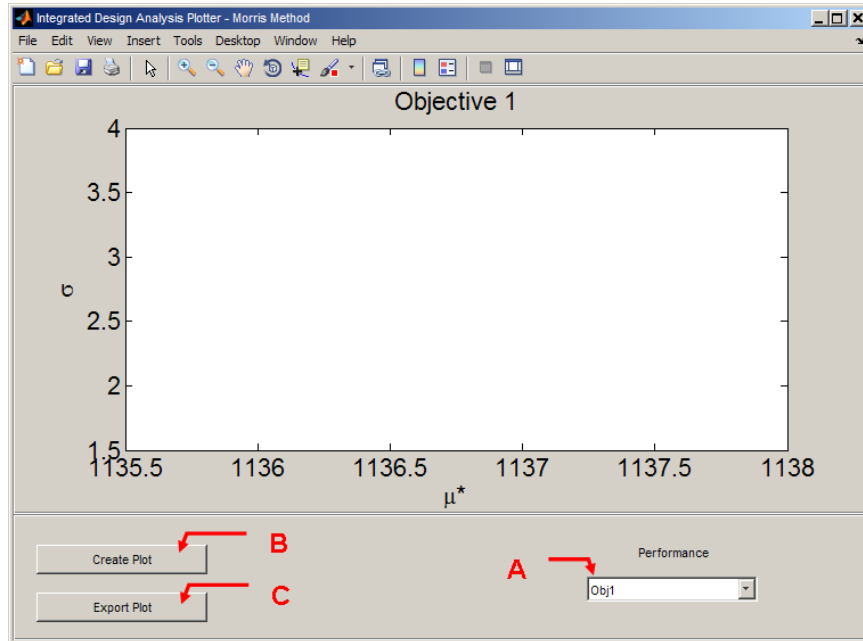 Integrated Design Analysis Plotter - Morris Method
File Edit View Insert Tools Desktop Window Help
Objective 1
4
3.5
3
2.5
2
1.5
σ
1135.5 1136 1136.5 1137 1137.5 1138
μ*
B
Create Plot
Performance
A
Obj1
C
Export Plot